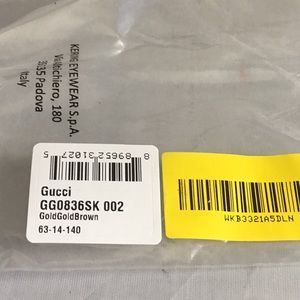 KERING EYEWEAR S.p.A.
Via Altichiero, 180
35135 Padova
Italy
8 89652 31027 5
Gucci
GG0836SK 002
GoldGoldBrown
63-14-140
WKB3321A5DLN